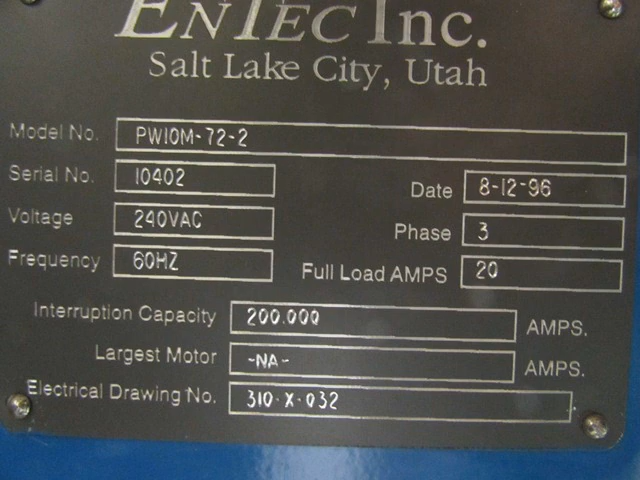 EnTec Inc.
Salt Lake City, Utah
Model No. PW10M-72-2
Serial No. 10402
Date 8-12-96
Voltage 240VAC
Phase 3
Frequency 60HZ
Full Load AMPS 20
Interruption Capacity 200.000 AMPS.
Largest Motor -NA- AMPS.
Electrical Drawing No. 310-X-032